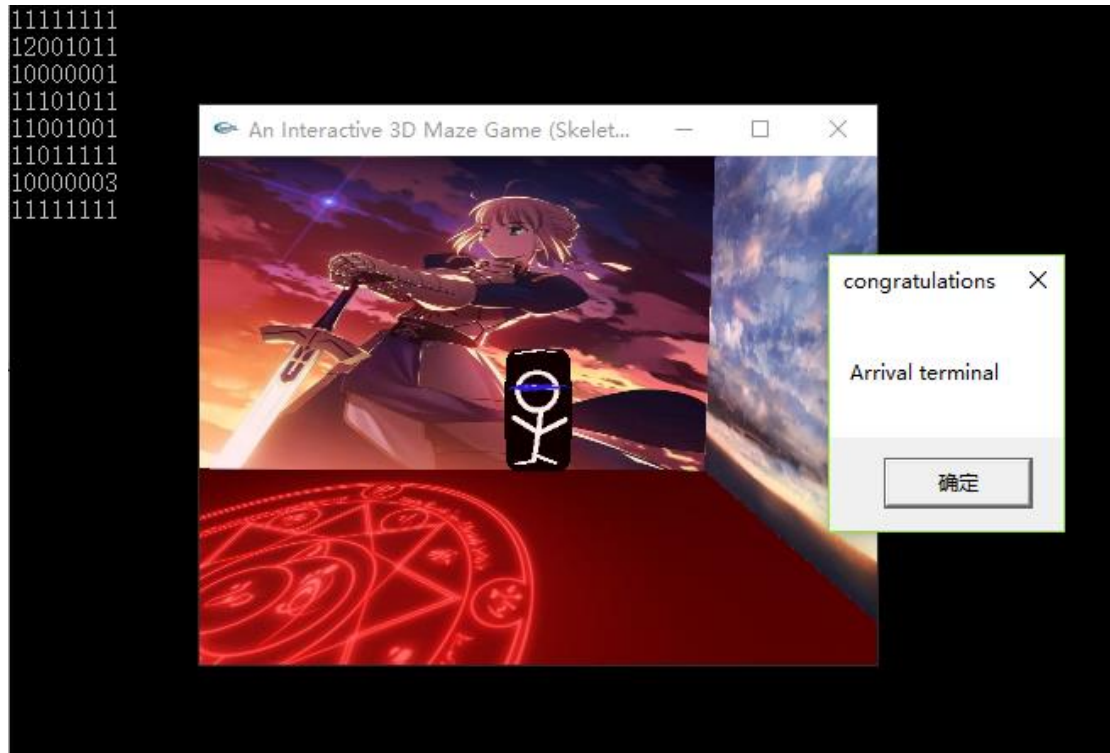 11111111
12001011
10000001
11101011
11001001
11011111
10000003
11111111
An Interactive 3D Maze Game (Skelet...
congratulations
Arrival terminal
确定